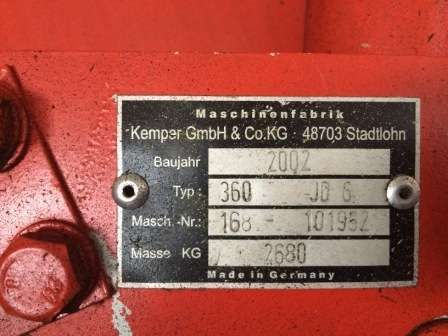 Maschinenfabrik
Kemper GmbH & Co.KG 48703 Stadtlohn
Baujahr 2002
Typ: 360 JD 6
Masch.-Nr.: 168 - 101952
Masse KG 2680
Made in Germany